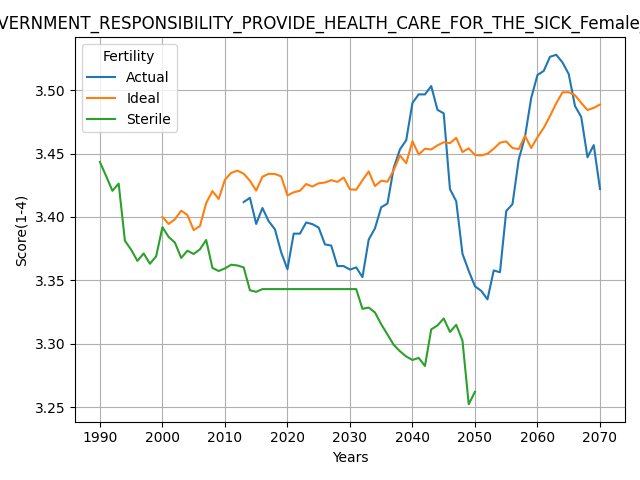 VERNMENT_RESPONSIBILITY_PROVIDE_HEALTH_CARE_FOR_THE_SICK_Female_
Fertility
Actual
Ideal
Sterile
Score(1-4)
3.50
3.45
3.40
3.35
3.30
3.25
1990 2000 2010 2020 2030 2040 2050 2060 2070
Years